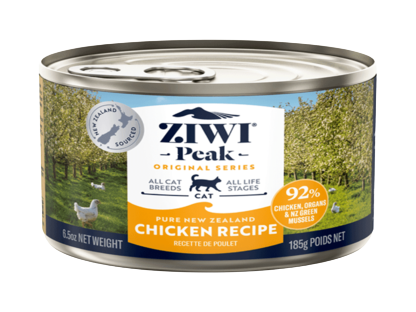 NEW ZEALAND
SOURCED
ZIWI
Peak
ORIGINAL SERIES
ALL CAT
BREEDS
ALL LIFE
STAGES
CAT
92%
CHICKEN, ORGANS
& NZ GREEN
MUSSELS
PURE NEW ZEALAND
CHICKEN RECIPE
RECETTE DE POULET
6.5oz NET WEIGHT
185g POIDS NET